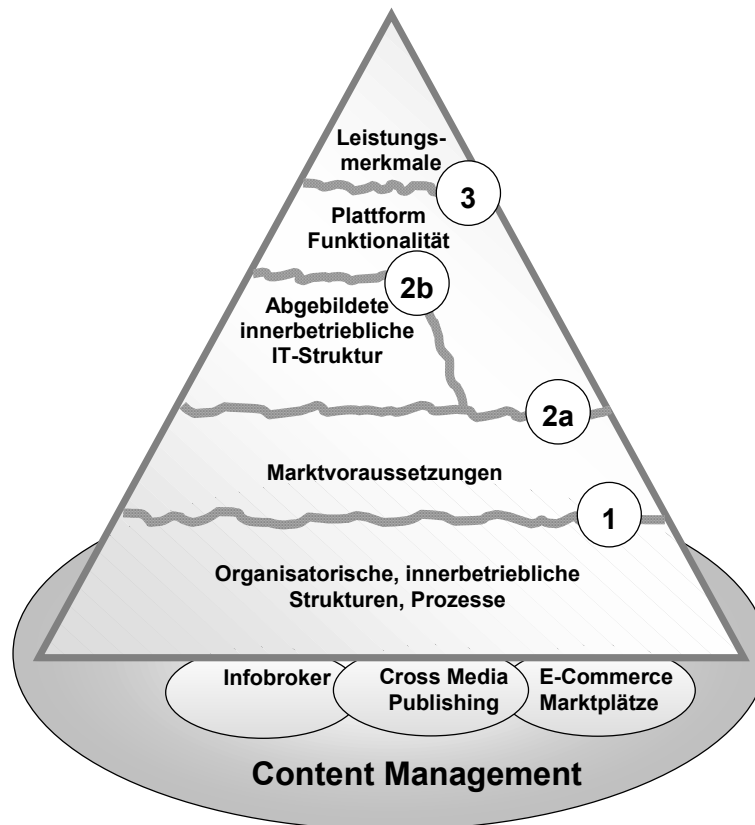 Leistungs-
merkmale
3
Plattform
Funktionalität
2b
Abgebildete
innerbetriebliche
IT-Struktur
2a
Marktvoraussetzungen
1
Organisatorische, innerbetriebliche
Strukturen, Prozesse
Infobroker
Cross Media
Publishing
E-Commerce
Marktplätze
Content Management